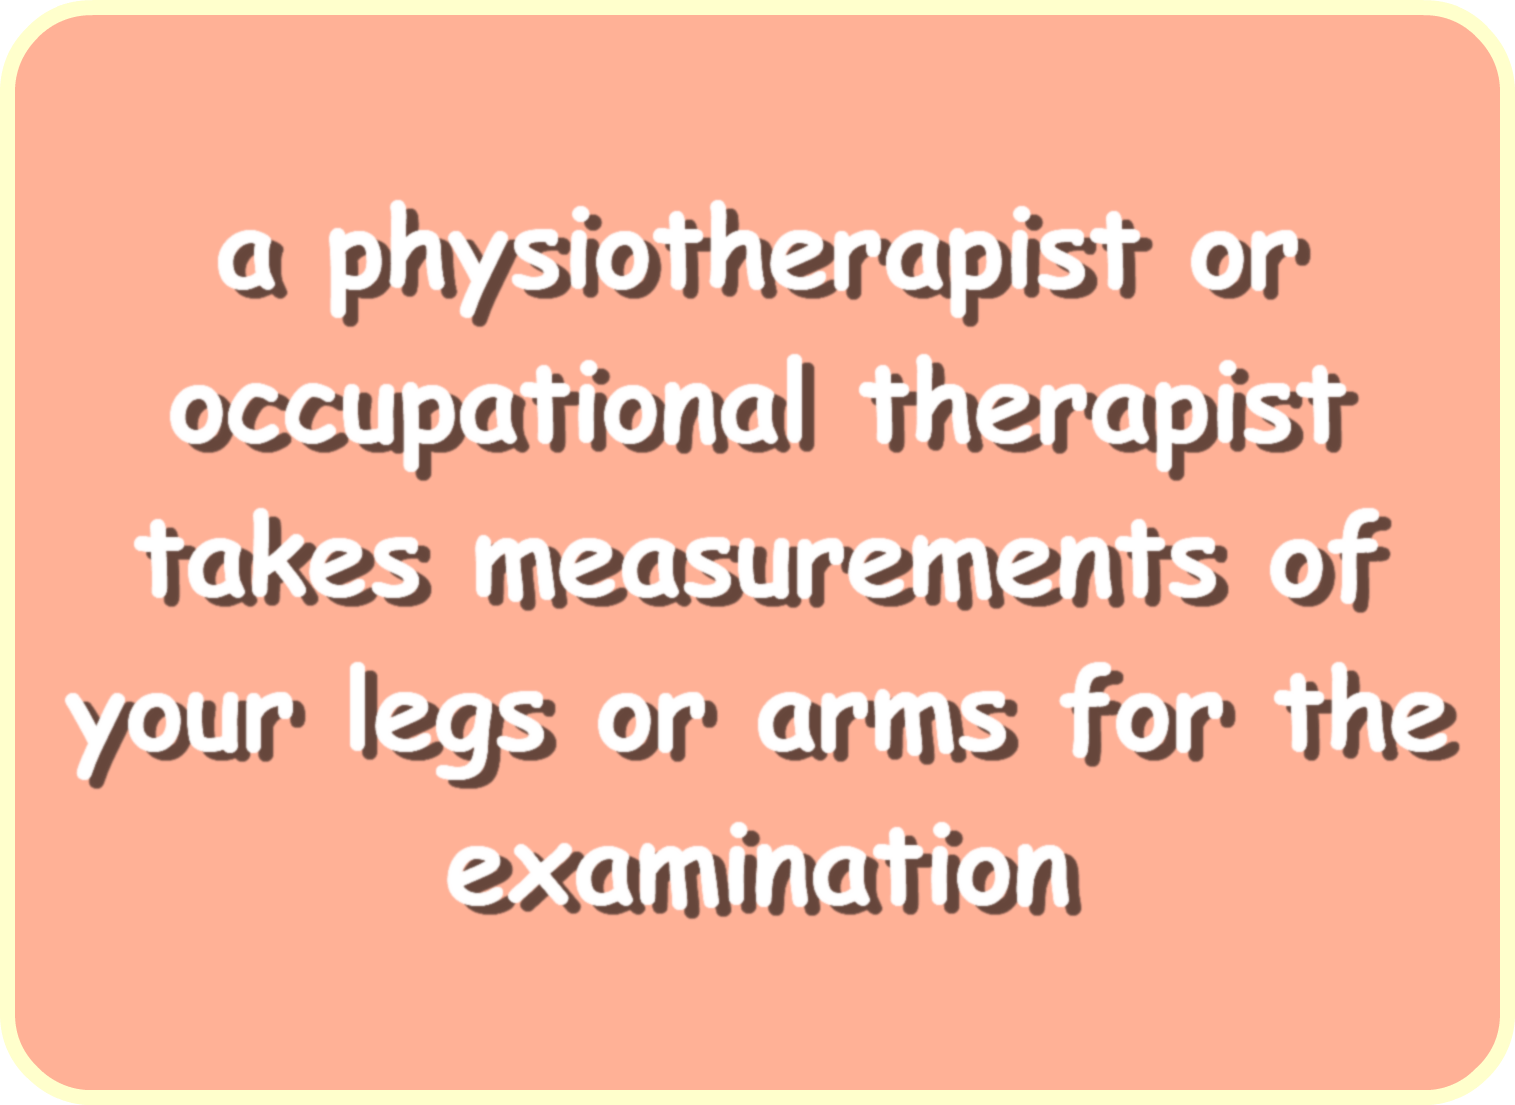 a physiotherapist or
occupational therapist
takes measurements of
your legs or arms for the
examination